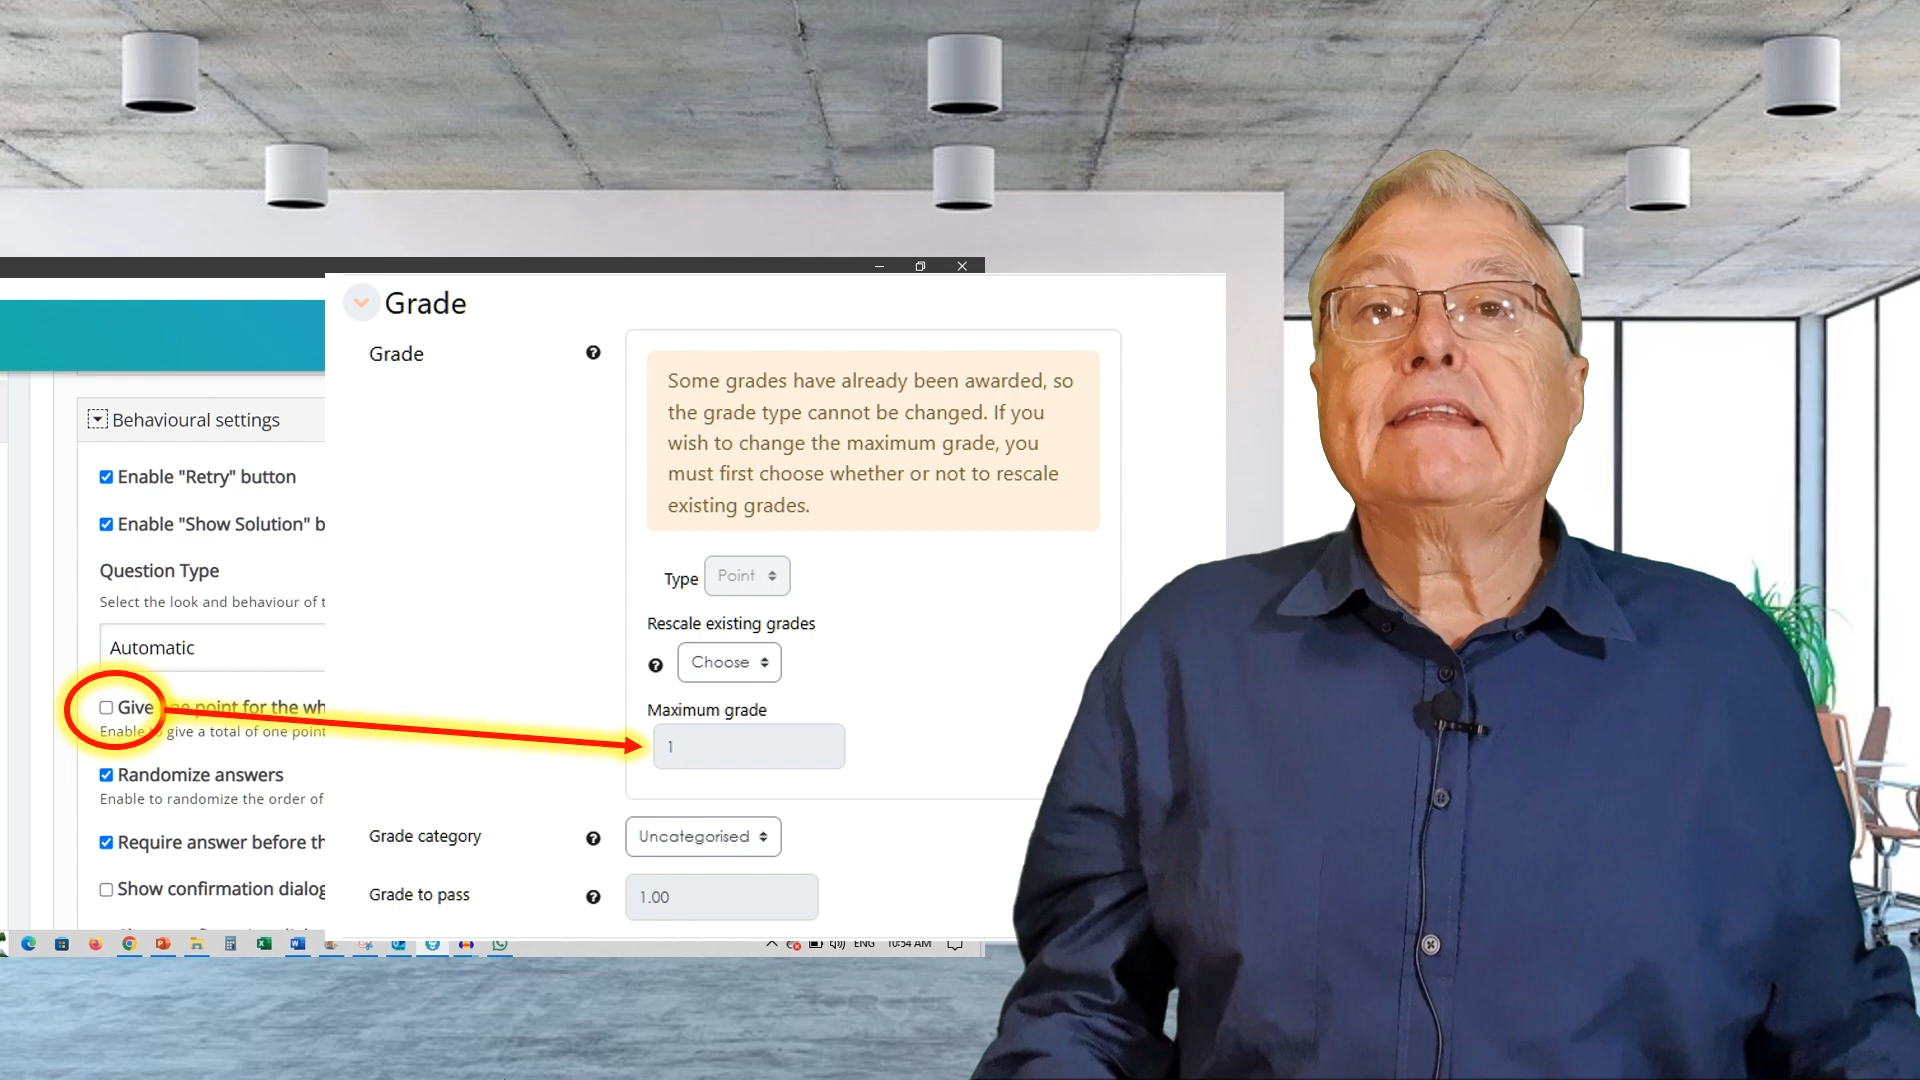 Grade
Grade
Some grades have already been awarded, so
the grade type cannot be changed. If you
wish to change the maximum grade, you
must first choose whether or not to rescale
existing grades.
Type Point
Rescale existing grades
Choose
Maximum grade
1
Grade category Uncategorised
Grade to pass 1.00
Behavioural settings
Enable "Retry" button
Enable "Show Solution" b
Question Type
Select the look and behaviour of t
Automatic
Give one point for the wh
Enable to give a total of one point
Randomize answers
Enable to randomize the order of
Require answer before th
Show confirmation dialog
ENG 10:54 AM